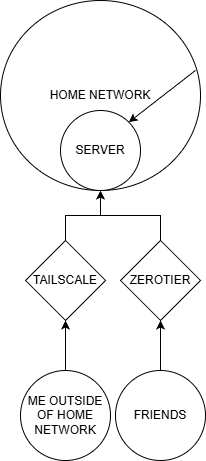 HOME NETWORK
SERVER
TAILSCALE
ZEROTIER
ME OUTSIDE
OF HOME
NETWORK
FRIENDS